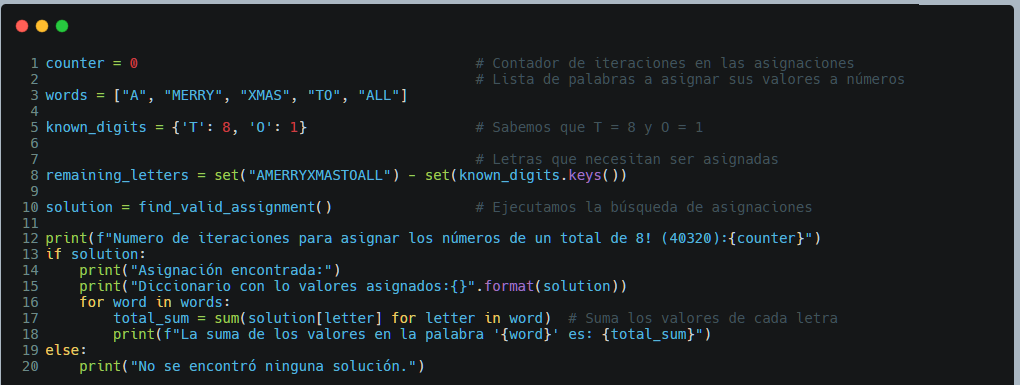 1 counter = 0 # Contador de iteraciones en las asignaciones
2 # Lista de palabras a asignar sus valores a números
3 words = ["A", "MERRY", "XMAS", "TO", "ALL"]
4
5 known_digits = {'T': 8, 'O': 1} # Sabemos que T = 8 y O = 1
6
7 # Letras que necesitan ser asignadas
8 remaining_letters = set("AMERRYXMASTOALL") - set(known_digits.keys())
9
10 solution = find_valid_assignment() # Ejecutamos la búsqueda de asignaciones
11
12 print(f"Numero de iteraciones para asignar los números de un total de 8! (40320):{counter}")
13 if solution:
14     print("Asignación encontrada:")
15     print("Diccionario con lo valores asignados:{}".format(solution))
16     for word in words:
17         total_sum = sum(solution[letter] for letter in word) # Suma los valores de cada letra
18         print(f"La suma de los valores en la palabra '{word}' es: {total_sum}")
19 else:
20     print("No se encontró ninguna solución.")